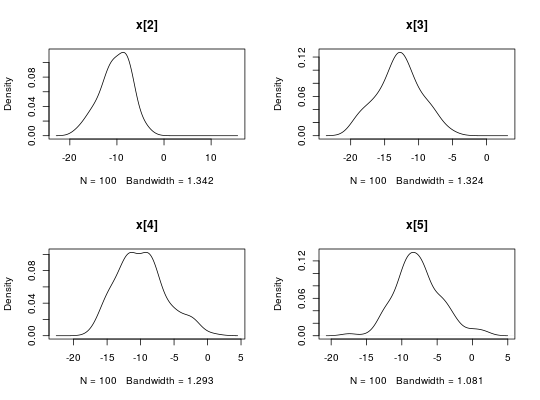 x[2]
Density
0.00 0.04 0.08
-20 -10 0 10
N = 100 Bandwidth = 1.342
x[3]
Density
0.00 0.06 0.12
-20 -15 -10 -5 0
N = 100 Bandwidth = 1.324
x[4]
Density
0.00 0.04 0.08
-20 -15 -10 -5 0 5
N = 100 Bandwidth = 1.293
x[5]
Density
0.00 0.06 0.12
-20 -15 -10 -5 0 5
N = 100 Bandwidth = 1.081